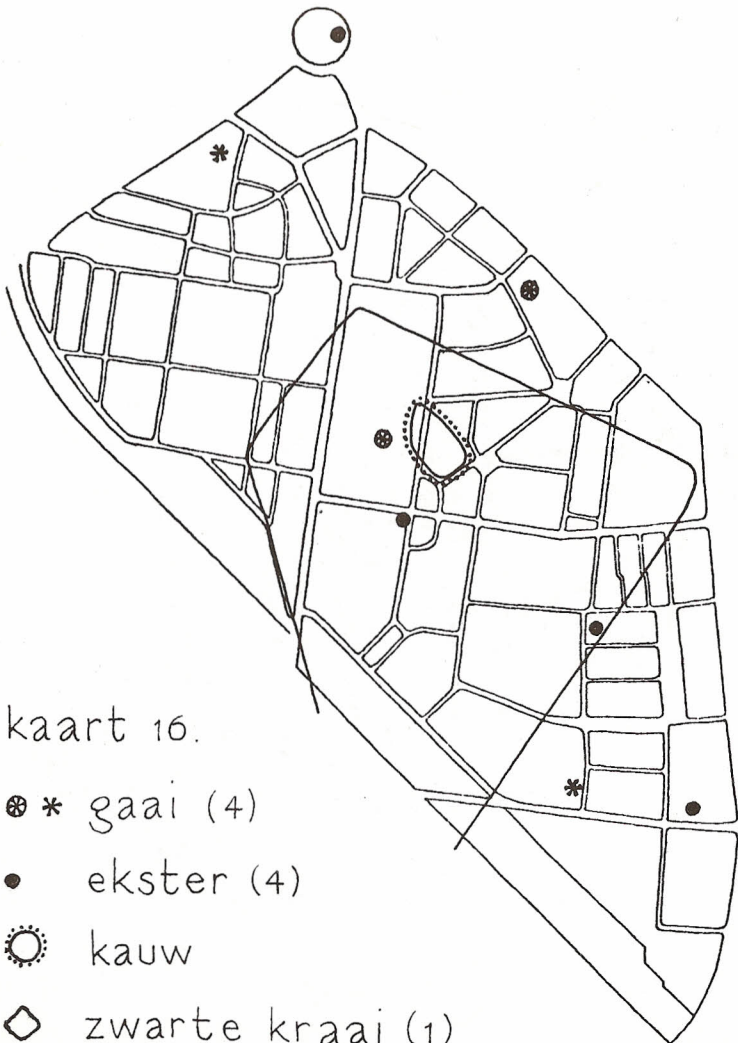 kaart 16.
gaai (4)
ekster (4)
kauw
zwarte kraai (1)